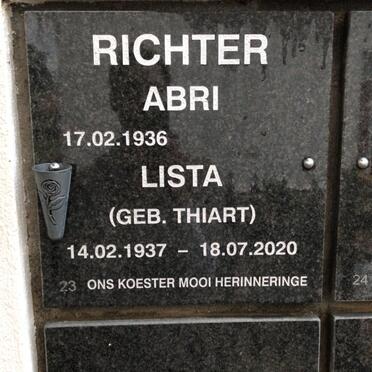 RICHTER
ABRI
17.02.1936
LISTA
(GEB. THIART)
14.02.1937 – 18.07.2020
23 ONS KOESTER MOOI HERINNERINGE
24